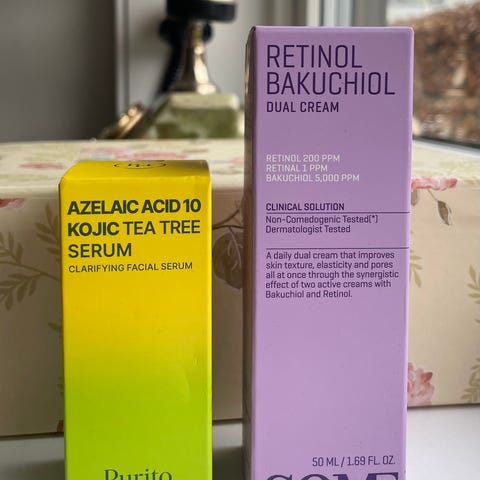 AZELAIC ACID 10
KOJIC TEA TREE
SERUM
CLARIFYING FACIAL SERUM
Purito
RETINOL
BAKUCHIOL
DUAL CREAM
RETINOL 200 PPM
RETINAL 1 PPM
BAKUCHIOL 5,000 PPM
CLINICAL SOLUTION
Non-Comedogenic Tested(*)
Dermatologist Tested
A daily dual cream that improves
skin texture, elasticity and pores
all at once through the synergistic
effect of two active creams with
Bakuchiol and Retinol.
50 ML / 1.69 FL. OZ.